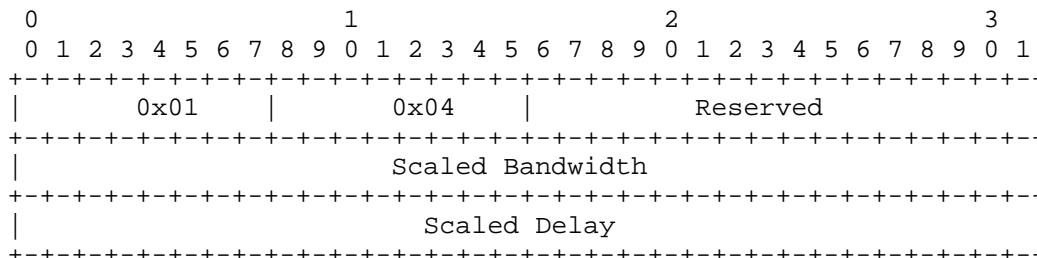 0                   1                   2                   3
 0 1 2 3 4 5 6 7 8 9 0 1 2 3 4 5 6 7 8 9 0 1 2 3 4 5 6 7 8 9 0 1
+-+-+-+-+-+-+-+-+-+-+-+-+-+-+-+-+-+-+-+-+-+-+-+-+-+-+-+-+-+-+-+-
|       0x01    |       0x04    |          Reserved
+-+-+-+-+-+-+-+-+-+-+-+-+-+-+-+-+-+-+-+-+-+-+-+-+-+-+-+-+-+-+-+-
|                       Scaled Bandwidth
+-+-+-+-+-+-+-+-+-+-+-+-+-+-+-+-+-+-+-+-+-+-+-+-+-+-+-+-+-+-+-+-
|                         Scaled Delay
+-+-+-+-+-+-+-+-+-+-+-+-+-+-+-+-+-+-+-+-+-+-+-+-+-+-+-+-+-+-+-+-